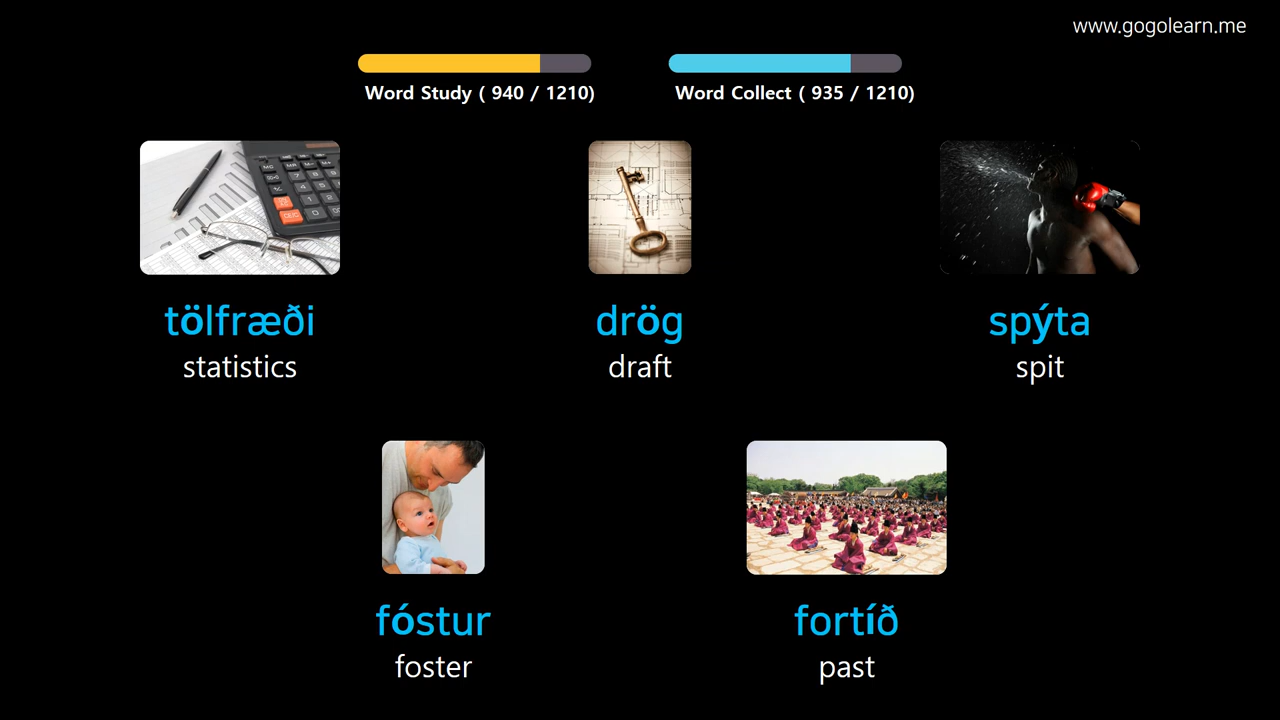 www.gogolearn.me
Word Study ( 940 / 1210)
Word Collect ( 935 / 1210)
tölfræði
statistics
drög
draft
spýta
spit
fóstur
foster
fortíð
past